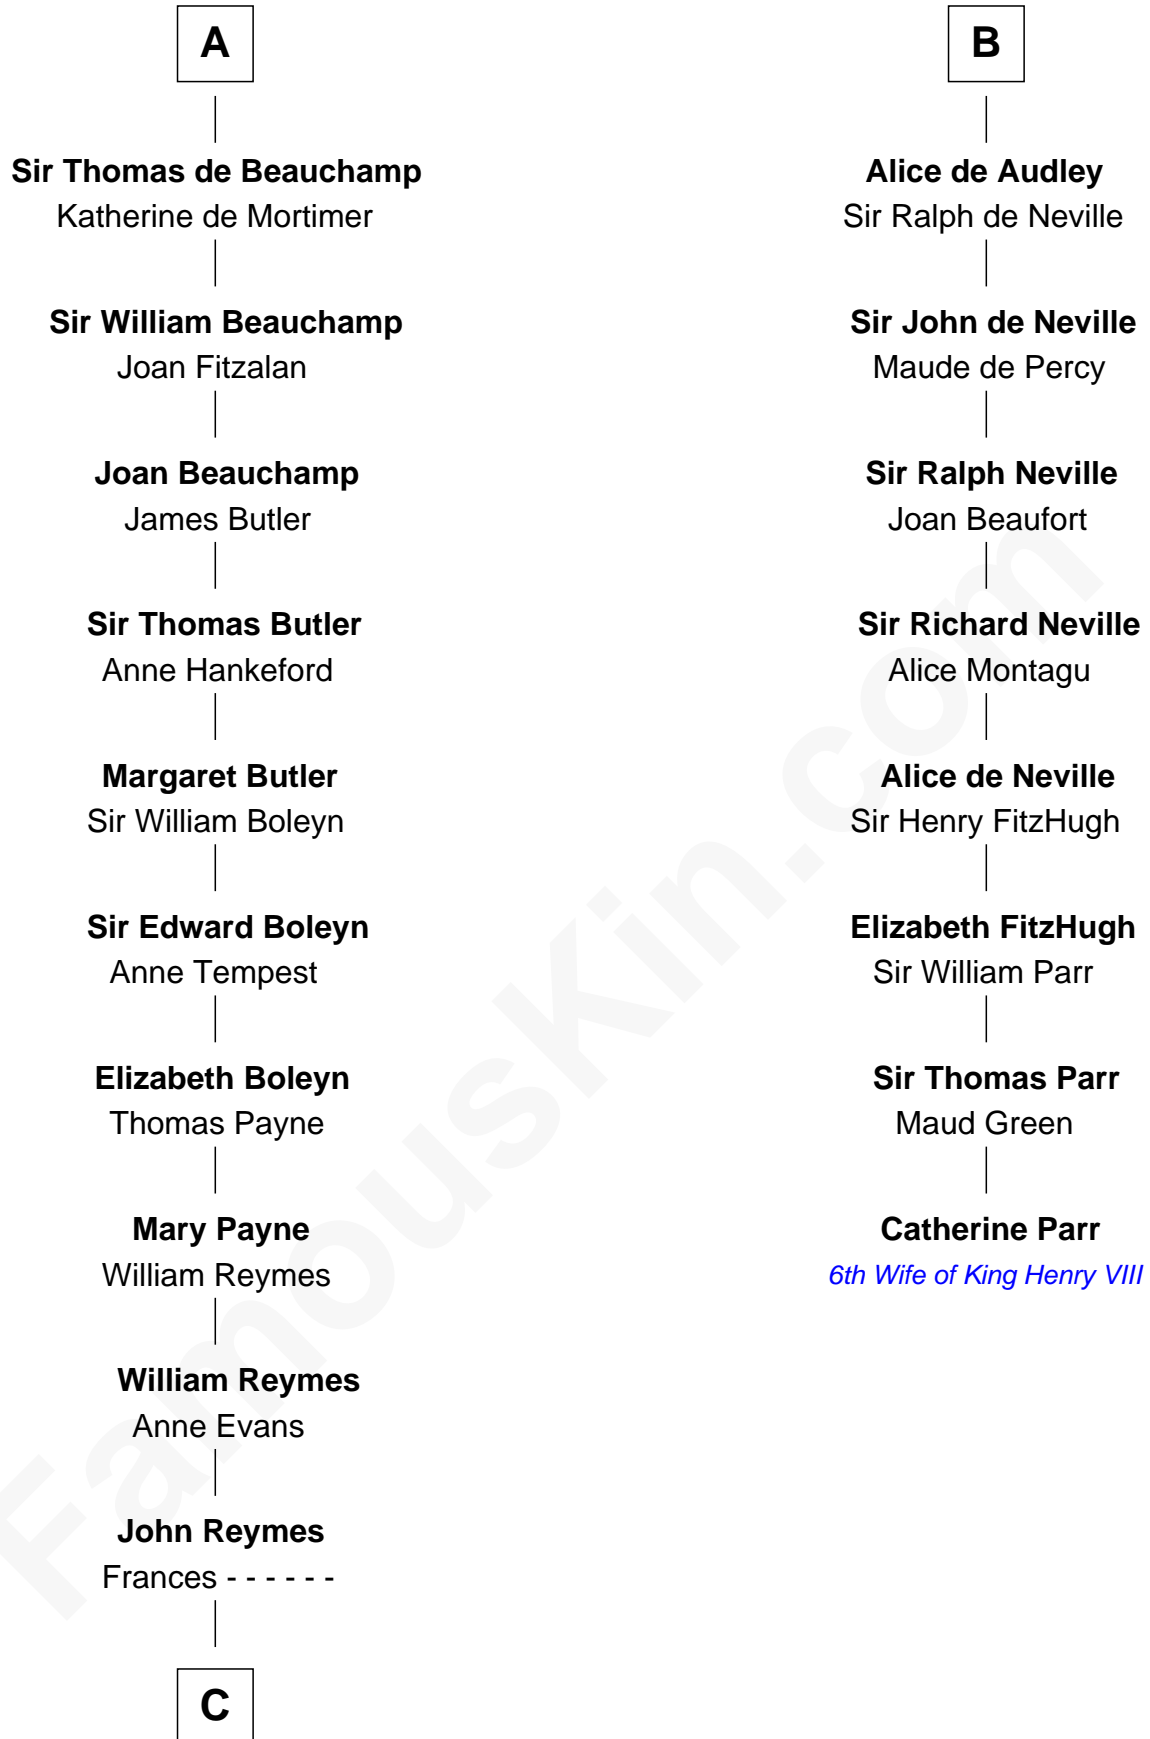 A
Sir Thomas de Beauchamp
Katherine de Mortimer
Sir William Beauchamp
Joan Fitzalan
Joan Beauchamp
James Butler
Sir Thomas Butler
Anne Hankeford
Margaret Butler
Sir William Boleyn
Sir Edward Boleyn
Anne Tempest
Elizabeth Boleyn
Thomas Payne
Mary Payne
William Reymes
William Reymes
Anne Evans
John Reymes
Frances - - - - - -
C
B
Alice de Audley
Sir Ralph de Neville
Sir John de Neville
Maude de Percy
Sir Ralph Neville
Joan Beaufort
Sir Richard Neville
Alice Montagu
Alice de Neville
Sir Henry FitzHugh
Elizabeth FitzHugh
Sir William Parr
Sir Thomas Parr
Maud Green
Catherine Parr
6th Wife of King Henry VIII
FamousKin.com